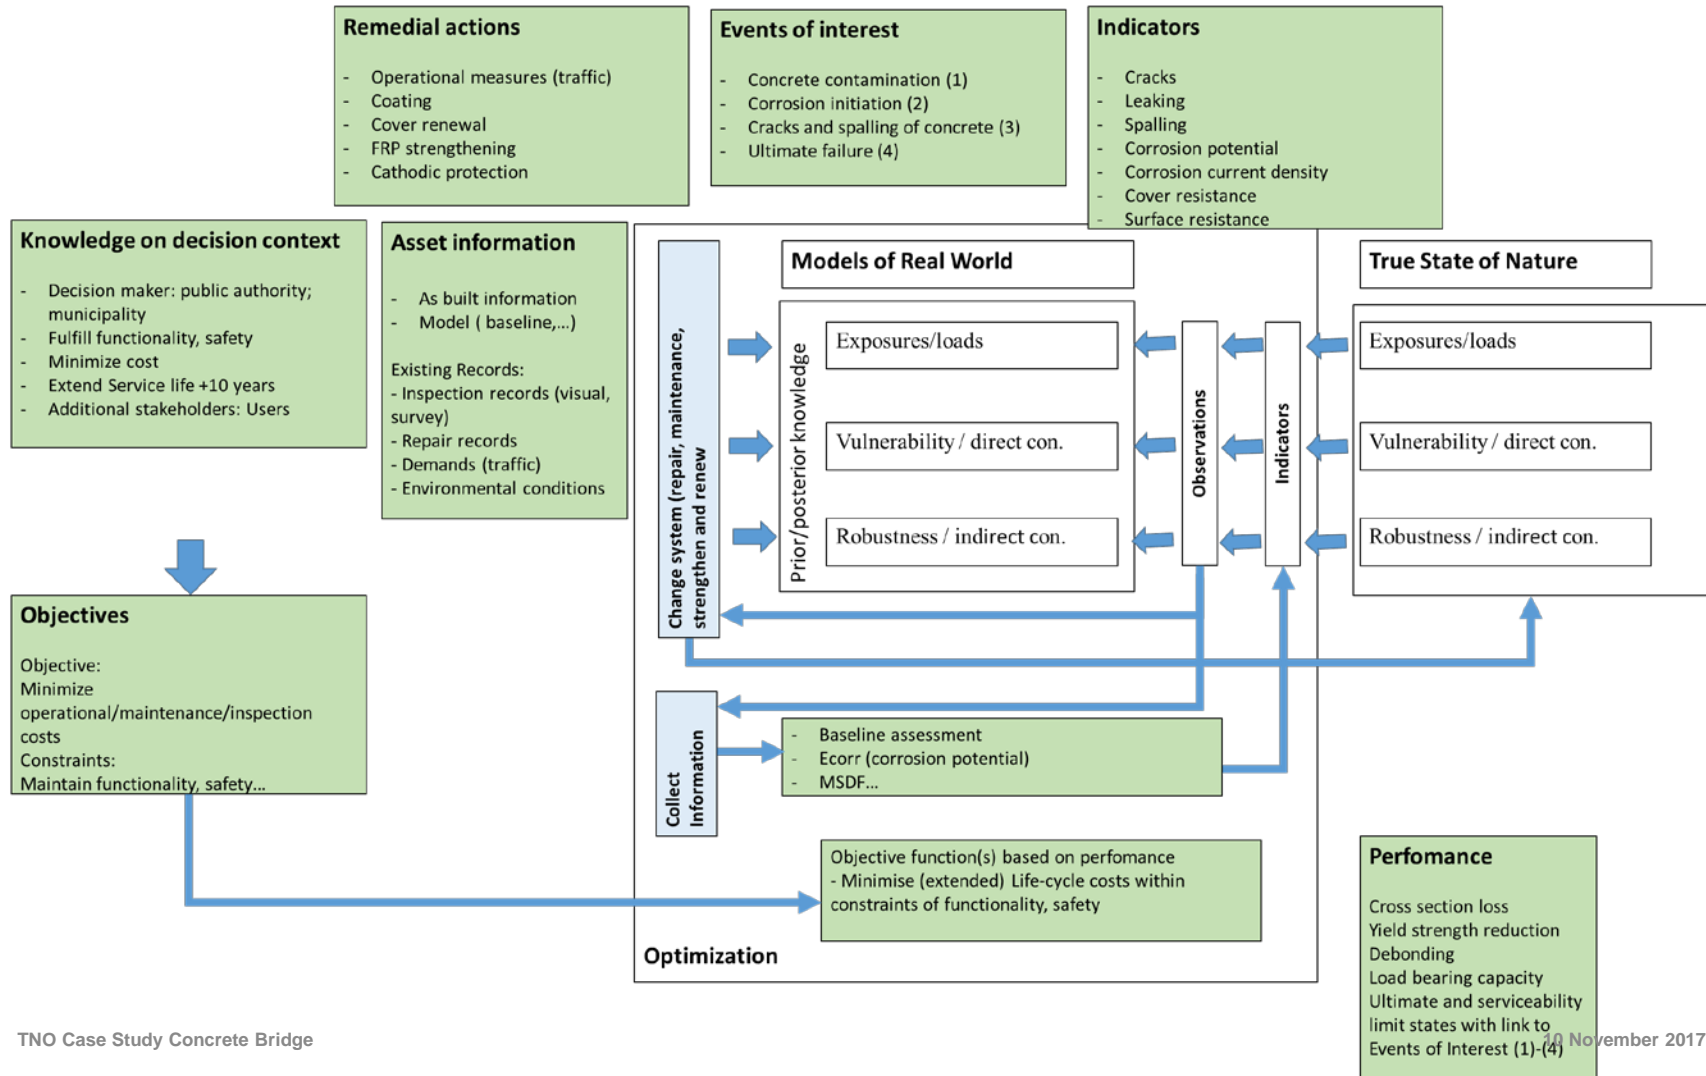 Remedial actions
- Operational measures (traffic)
- Coating
- Cover renewal
- FRP strengthening
- Cathodic protection
Events of interest
- Concrete contamination (1)
- Corrosion initiation (2)
- Cracks and spalling of concrete (3)
- Ultimate failure (4)
Indicators
- Cracks
- Leaking
- Spalling
- Corrosion potential
- Corrosion current density
- Cover resistance
- Surface resistance
Knowledge on decision context
- Decision maker: public authority;
municipality
- Fulfill functionality, safety
- Minimize cost
- Extend Service life +10 years
- Additional stakeholders: Users
Asset information
- As built information
- Model ( baseline,...)
Existing Records:
- Inspection records (visual,
survey)
- Repair records
- Demands (traffic)
- Environmental conditions
Change system (repair, maintenance,
strengthen and renew
Models of Real World
Prior/posterior knowledge
Exposures/loads
Vulnerability / direct con.
Robustness / indirect con.
Observations
Indicators
True State of Nature
Exposures/loads
Vulnerability / direct con.
Robustness / indirect con.
Objectives
Objective:
Minimize
operational/maintenance/inspection
costs
Constraints:
Maintain functionality, safety...
Collect
Information
- Baseline assessment
- Ecorr (corrosion potential)
- MSDF...
Objective function(s) based on perfomance
- Minimise (extended) Life-cycle costs within
constraints of functionality, safety
Optimization
Perfomance
Cross section loss
Yield strength reduction
Debonding
Load bearing capacity
Ultimate and serviceability
limit states with link to
Events of Interest (1)-(4)
TNO Case Study Concrete Bridge
10 November 2017